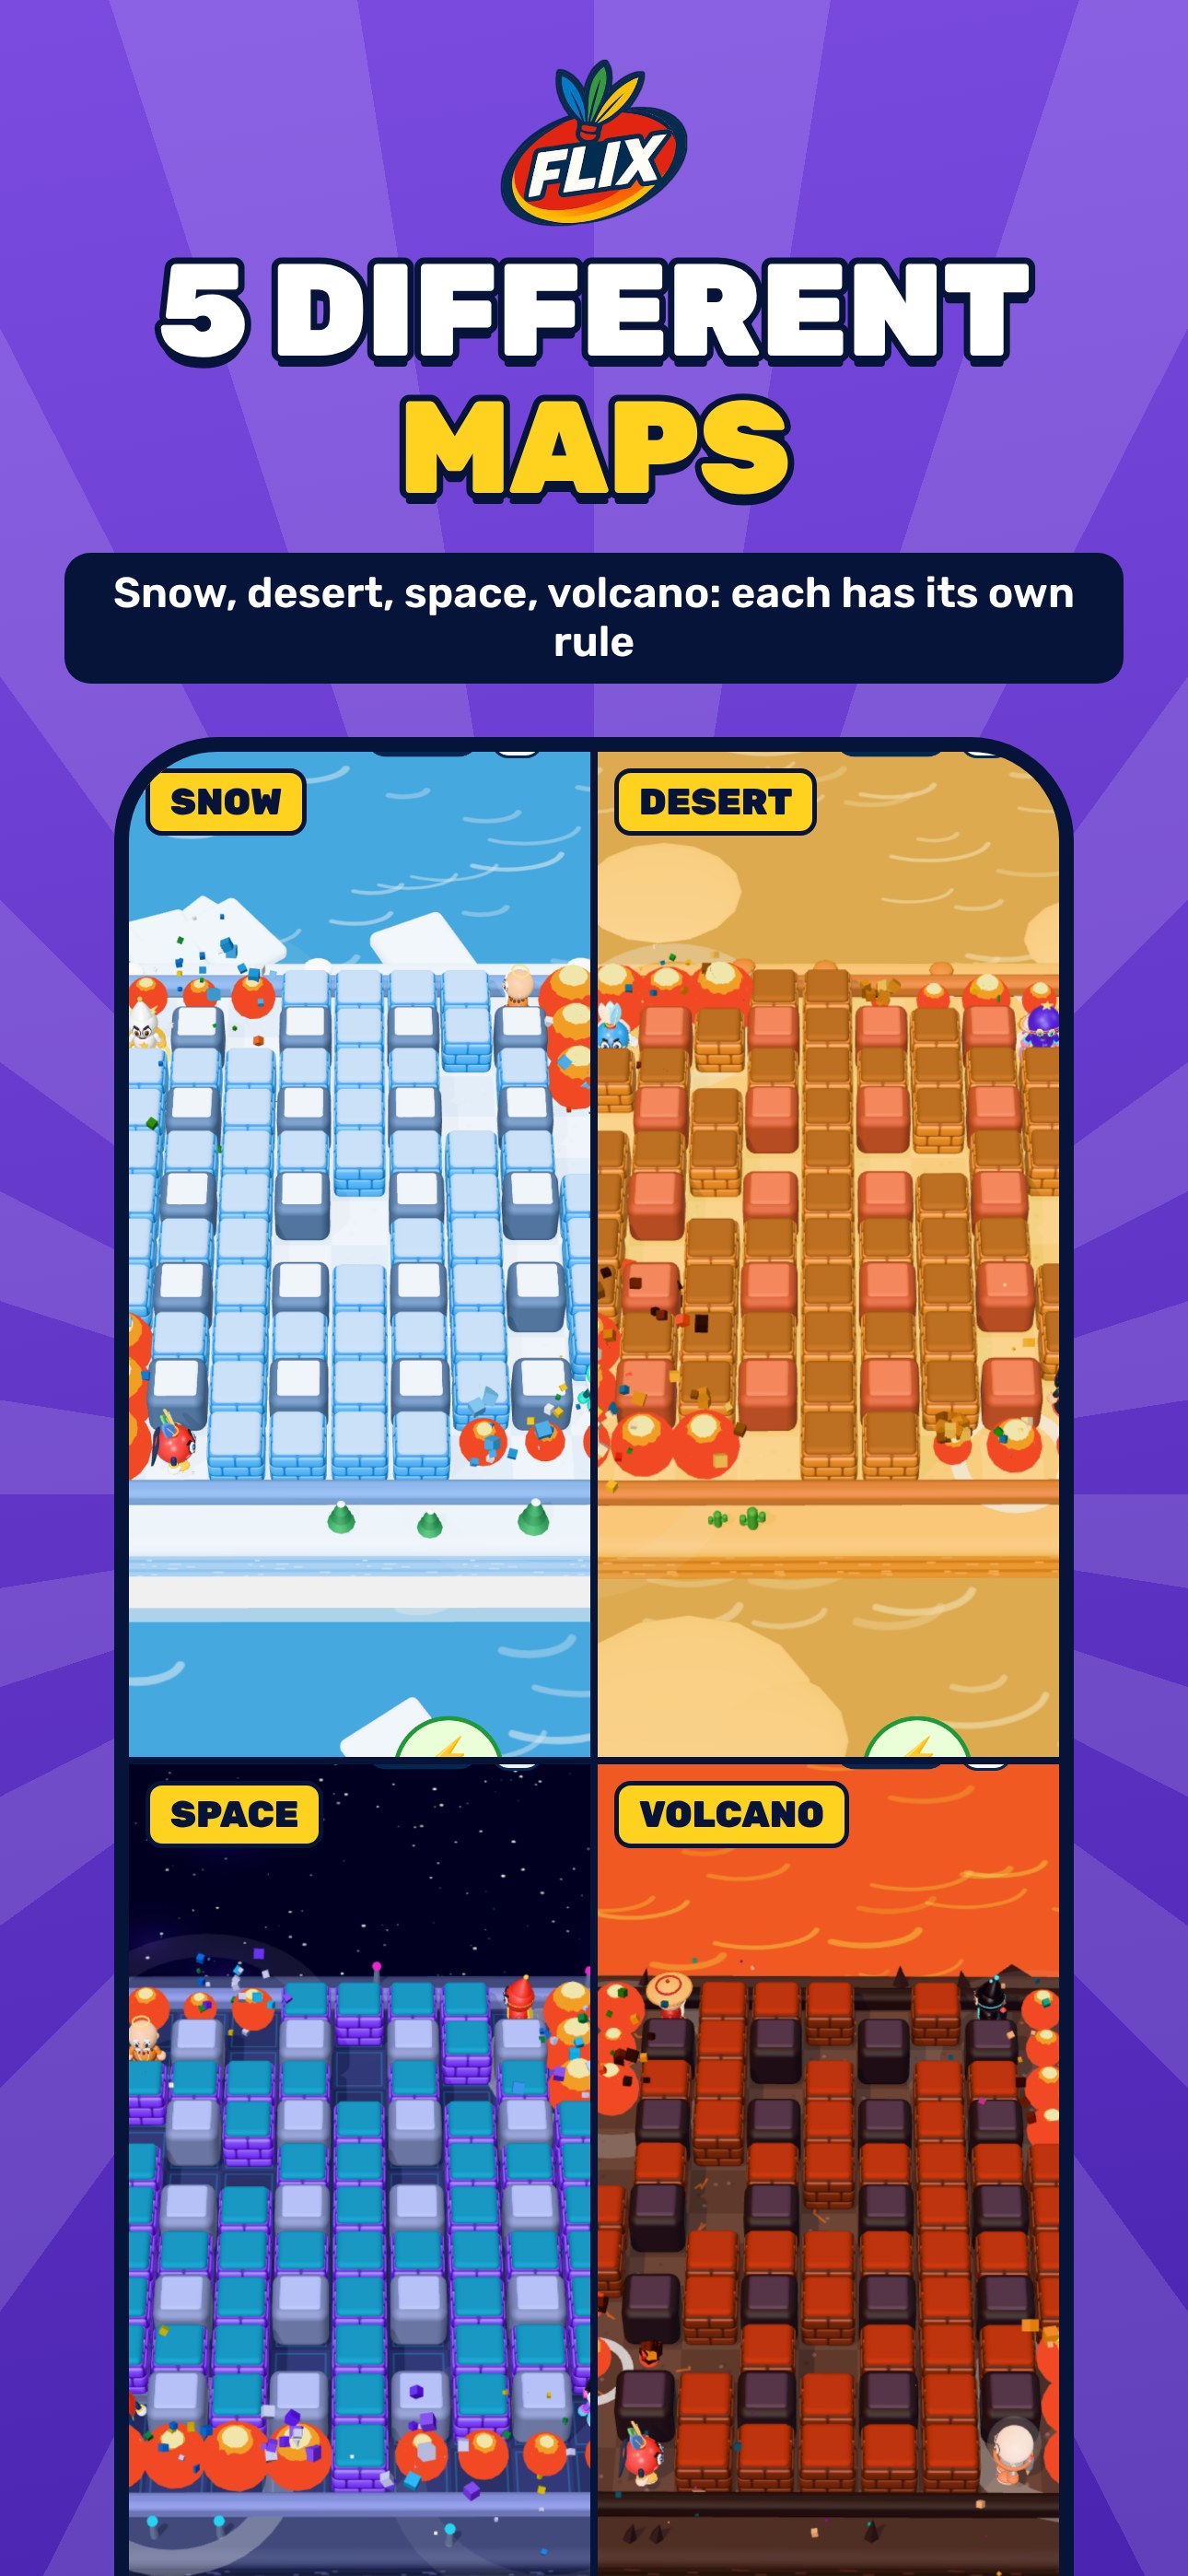 FLIX
5 DIFFERENT
MAPS
Snow, desert, space, volcano: each has its own
rule
SNOW
DESERT
SPACE
VOLCANO